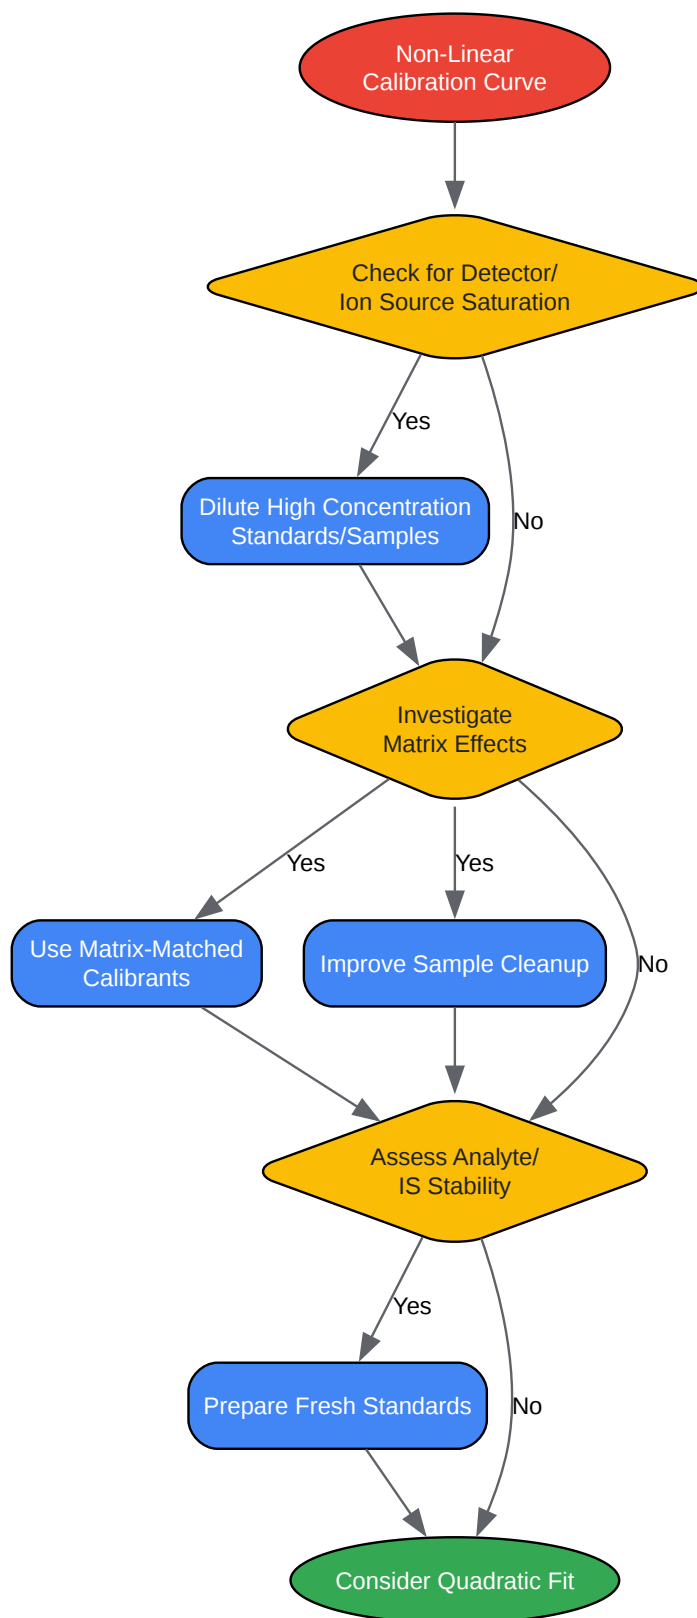 Non-Linear
Calibration Curve
Check for Detector/
Ion Source Saturation
Yes
Dilute High Concentration
Standards/Samples
No
Investigate
Matrix Effects
Yes
Yes
Use Matrix-Matched
Calibrants
Improve Sample Cleanup
No
Assess Analyte/
IS Stability
Yes
Prepare Fresh Standards
No
Consider Quadratic Fit